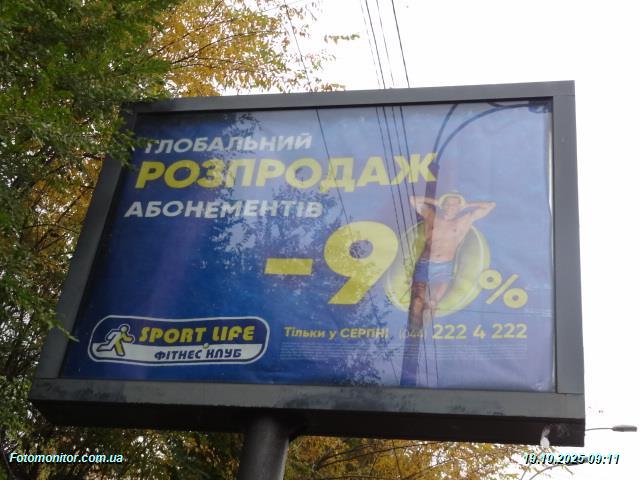 ГЛОБАЛЬНИЙ
РОЗПРОДАЖ
АБОНЕМЕНТІВ
-90%
SPORT LIFE
ФІТНЕС КЛУБ
Тільки у СЕРПНІ (044) 222 4 222
Fotomonitor.com.ua
19.10.2025 09:11